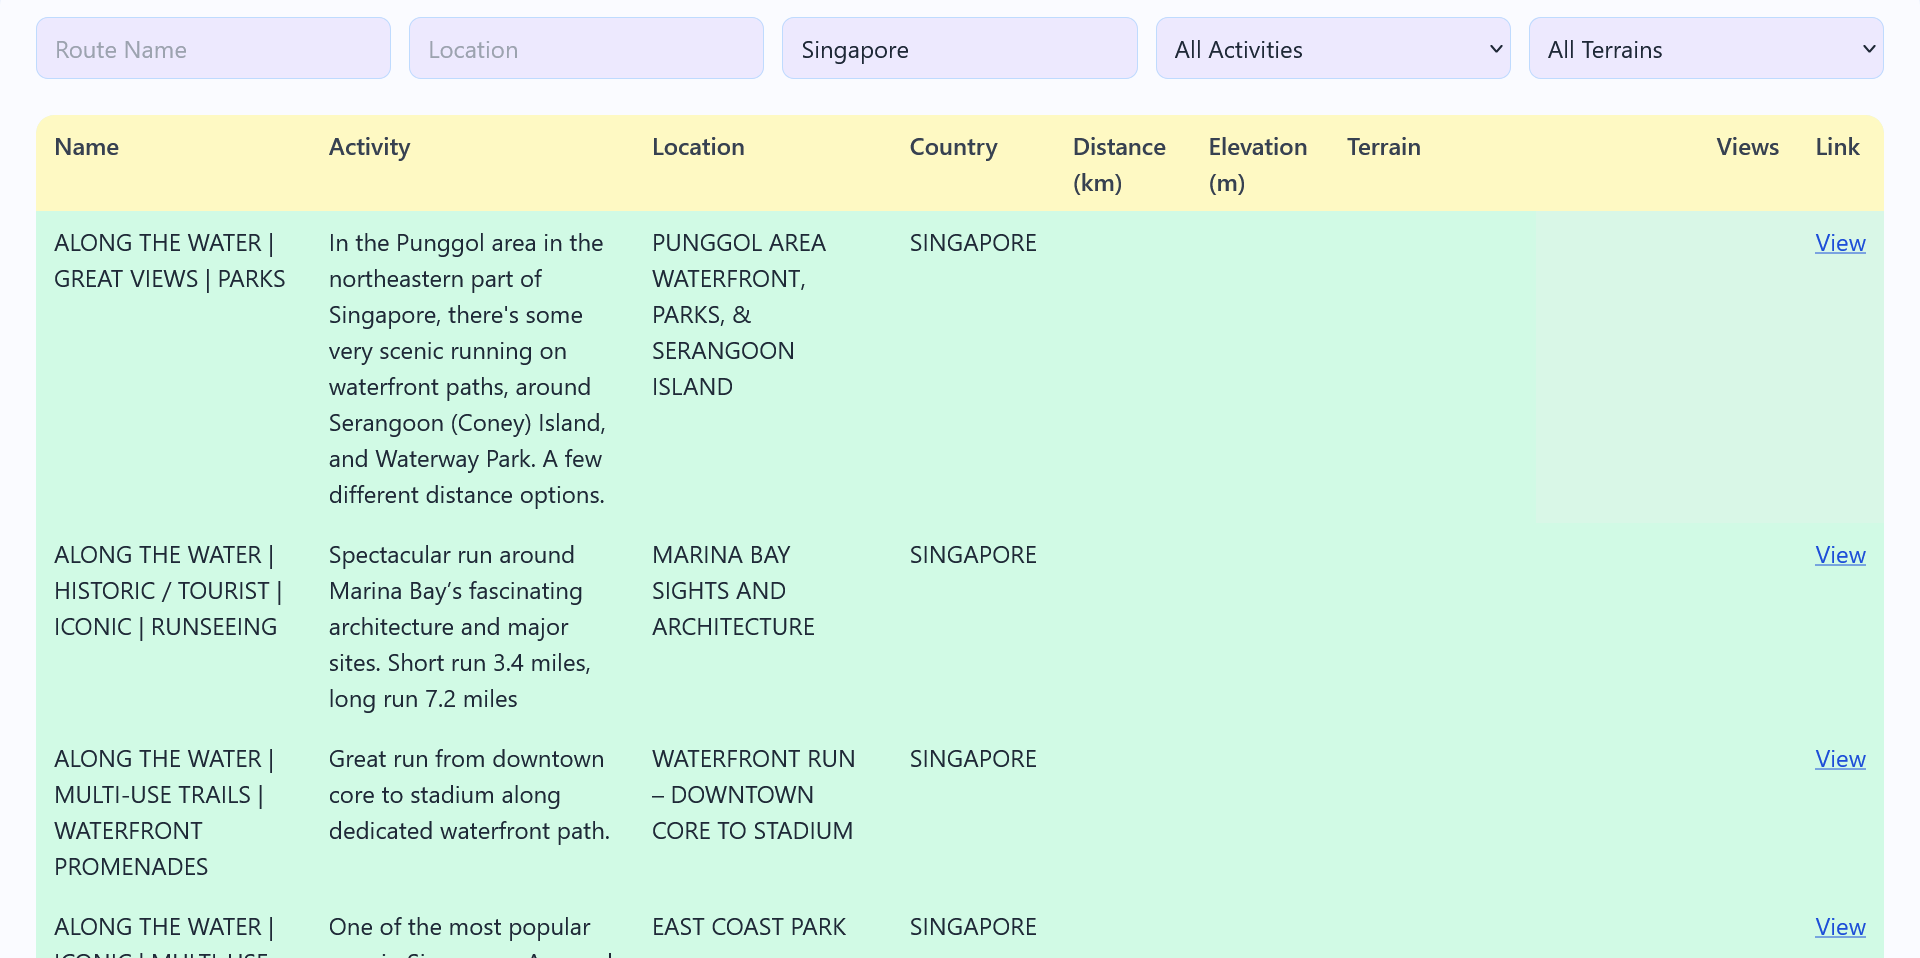 Route Name
Location
Singapore
All Activities
All Terrains
Name
Activity
Location
Country
Distance
(km)
Elevation
(m)
Terrain
Views
Link
ALONG THE WATER |
GREAT VIEWS | PARKS
In the Punggol area in the
northeastern part of
Singapore, there's some
very scenic running on
waterfront paths, around
Serangoon (Coney) Island,
and Waterway Park. A few
different distance options.
PUNGGOL AREA
WATERFRONT,
PARKS, &
SERANGOON
ISLAND
SINGAPORE
View
ALONG THE WATER |
HISTORIC / TOURIST |
ICONIC | RUNSEEING
Spectacular run around
Marina Bay’s fascinating
architecture and major
sites. Short run 3.4 miles,
long run 7.2 miles
MARINA BAY
SIGHTS AND
ARCHITECTURE
SINGAPORE
View
ALONG THE WATER |
MULTI-USE TRAILS |
WATERFRONT
PROMENADES
Great run from downtown
core to stadium along
dedicated waterfront path.
WATERFRONT RUN
– DOWNTOWN
CORE TO STADIUM
SINGAPORE
View
ALONG THE WATER |
ICONIC | MULTI-USE
One of the most popular
EAST COAST PARK
SINGAPORE
View